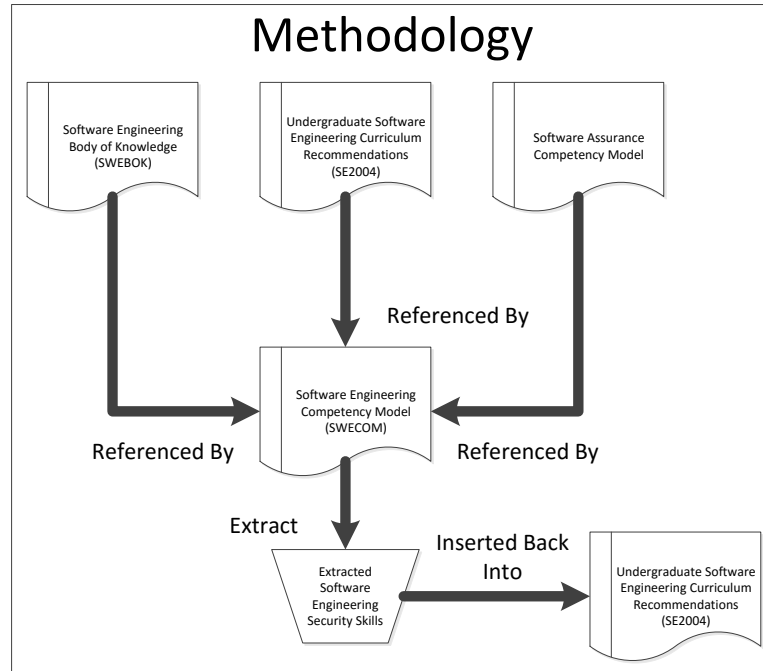 Methodology
Software Engineering
Body of Knowledge
(SWEBOK)
Undergraduate Software
Engineering Curriculum
Recommendations
(SE2004)
Software Assurance
Competency Model
Referenced By
Software Engineering
Competency Model
(SWECOM)
Referenced By
Referenced By
Extract
Inserted Back
Into
Extracted
Software
Engineering
Security Skills
Undergraduate Software
Engineering Curriculum
Recommendations
(SE2004)